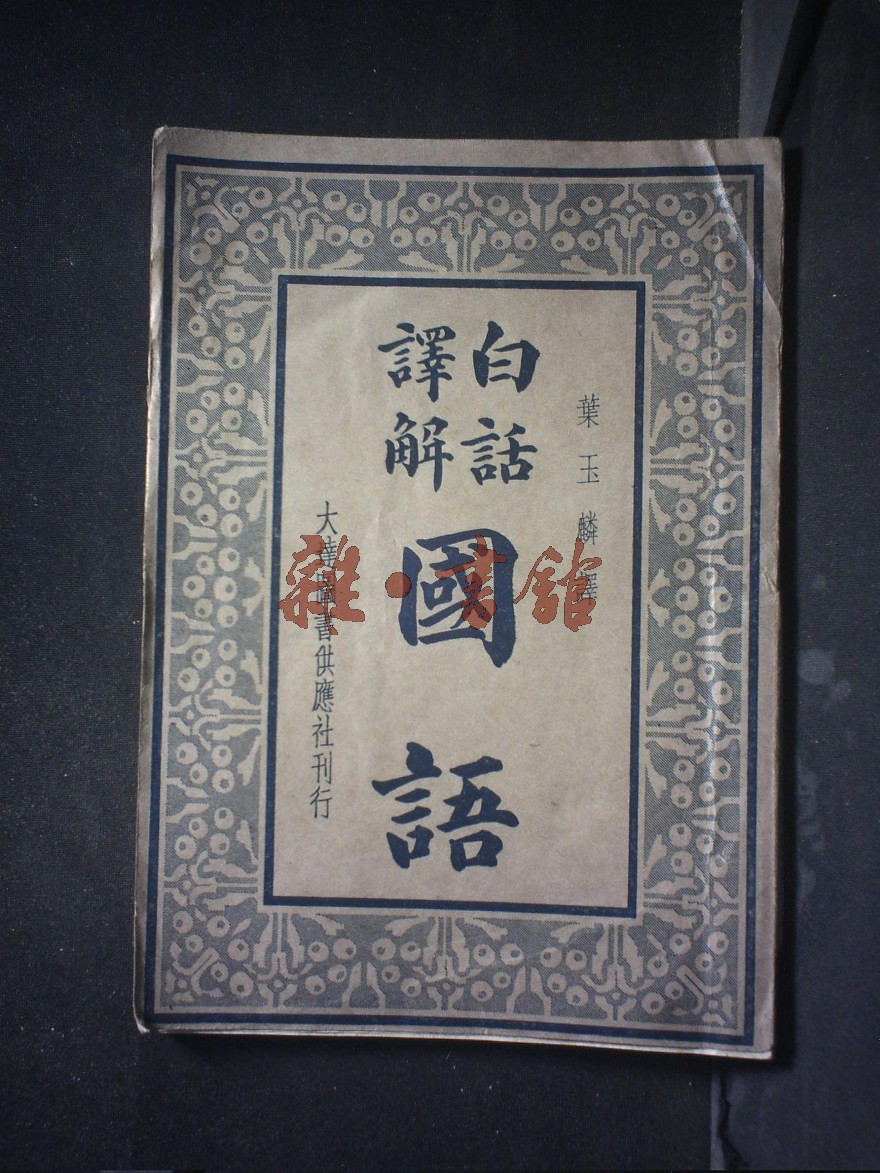 葉玉麟譯
白話
譯解
國語
大達圖書供應社刊行
雜·書館